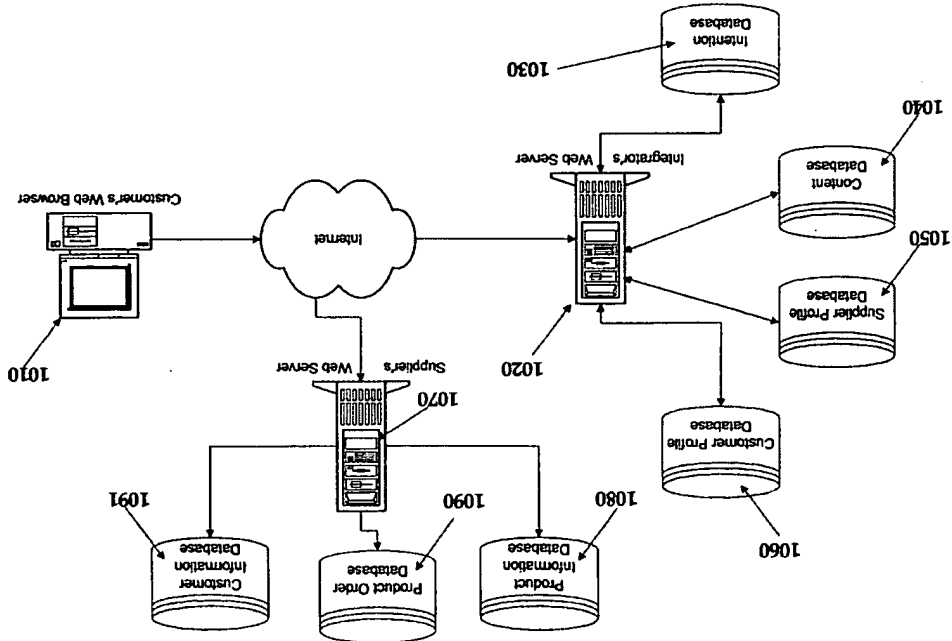 Product
Information
Database
Product Order
Database
Customer
Information
Database
1060
1080
1090
1091
Customer Profile
Database
1070
Supplier's
Web Server
1020
1010
1050
Supplier Profile
Database
Internet
1040
Content
Database
Integrator's
Web Server
Customer's Web Browser
1030
Intention
Database